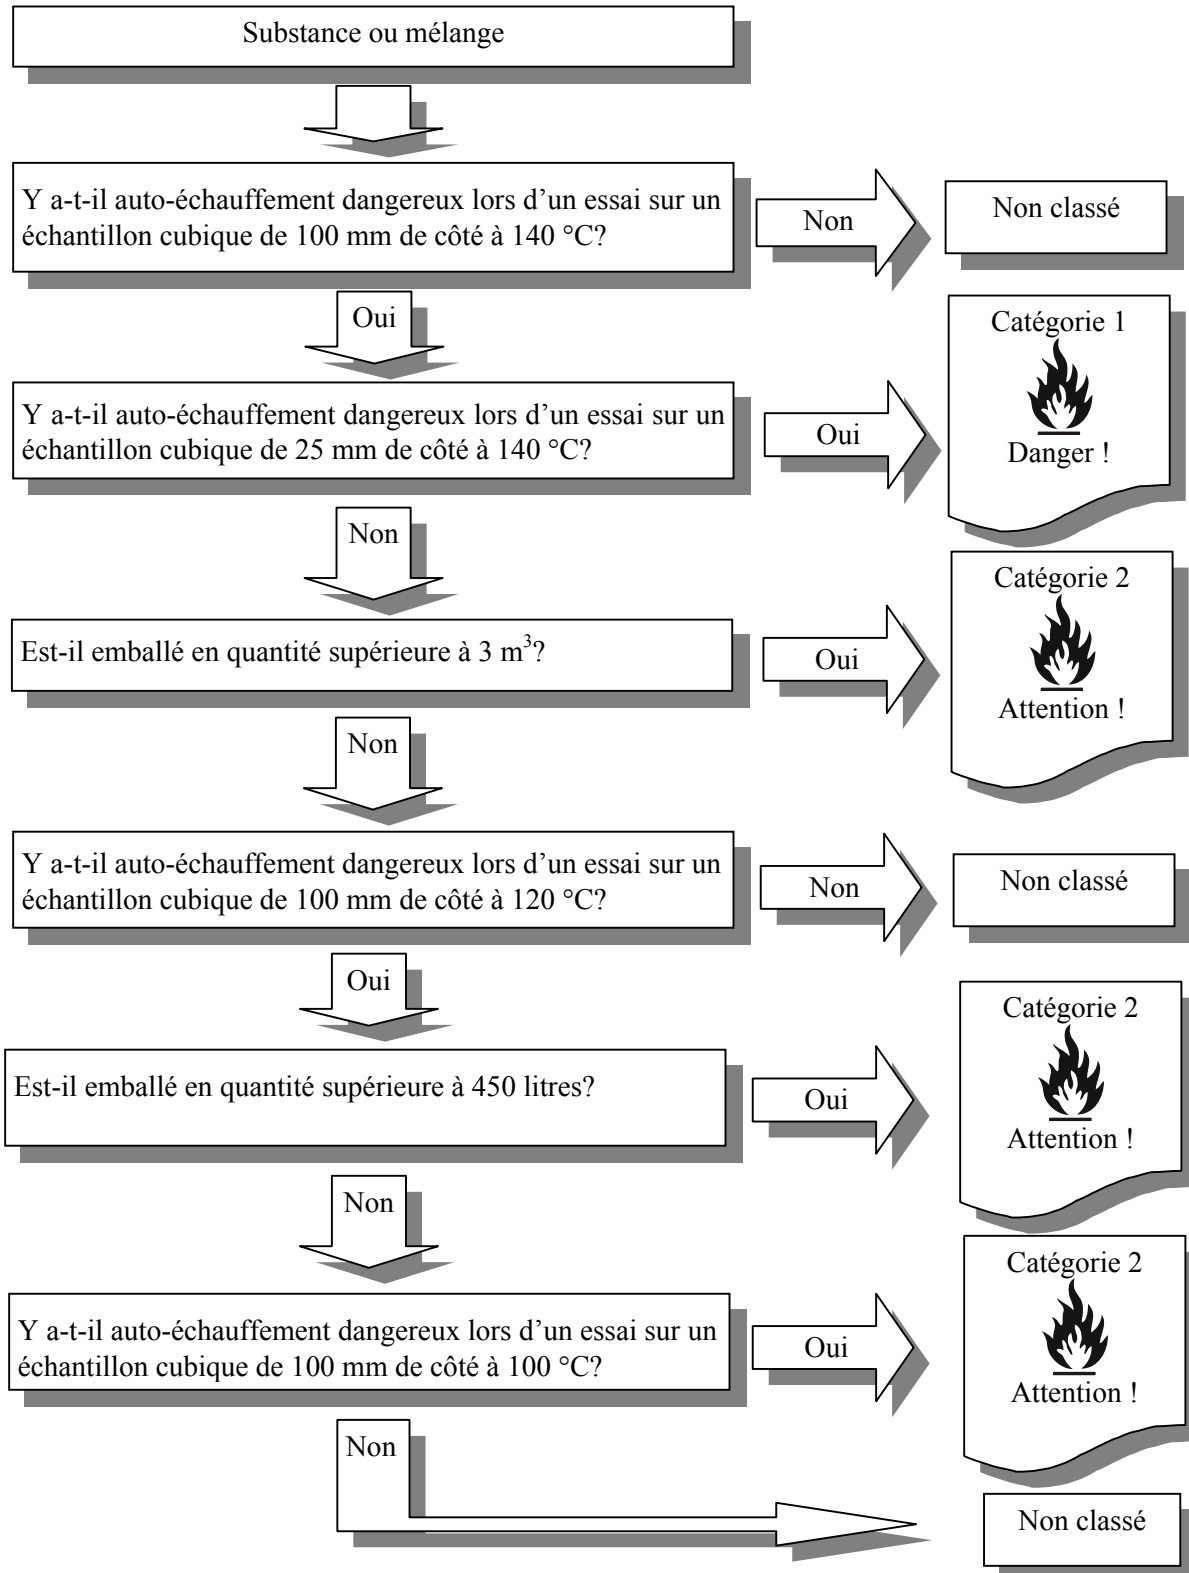 Substance ou mélange
Y a-t-il auto-échauffement dangereux lors d’un essai sur un
échantillon cubique de 100 mm de côté à 140 °C?
Non
Non classé
Oui
Catégorie 1
Danger !
Y a-t-il auto-échauffement dangereux lors d’un essai sur un
échantillon cubique de 25 mm de côté à 140 °C?
Oui
Non
Catégorie 2
Attention !
Est-il emballé en quantité supérieure à 3 m³?
Oui
Non
Y a-t-il auto-échauffement dangereux lors d’un essai sur un
échantillon cubique de 100 mm de côté à 120 °C?
Non
Non classé
Oui
Catégorie 2
Attention !
Est-il emballé en quantité supérieure à 450 litres?
Oui
Non
Catégorie 2
Attention !
Y a-t-il auto-échauffement dangereux lors d’un essai sur un
échantillon cubique de 100 mm de côté à 100 °C?
Oui
Non
Non classé